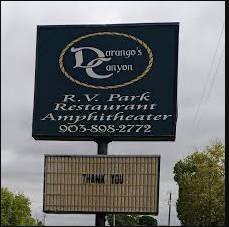 Durango's
Canyon
R.V. Park
Restaurant
Amphitheater
903-898-2772
THANK YOU